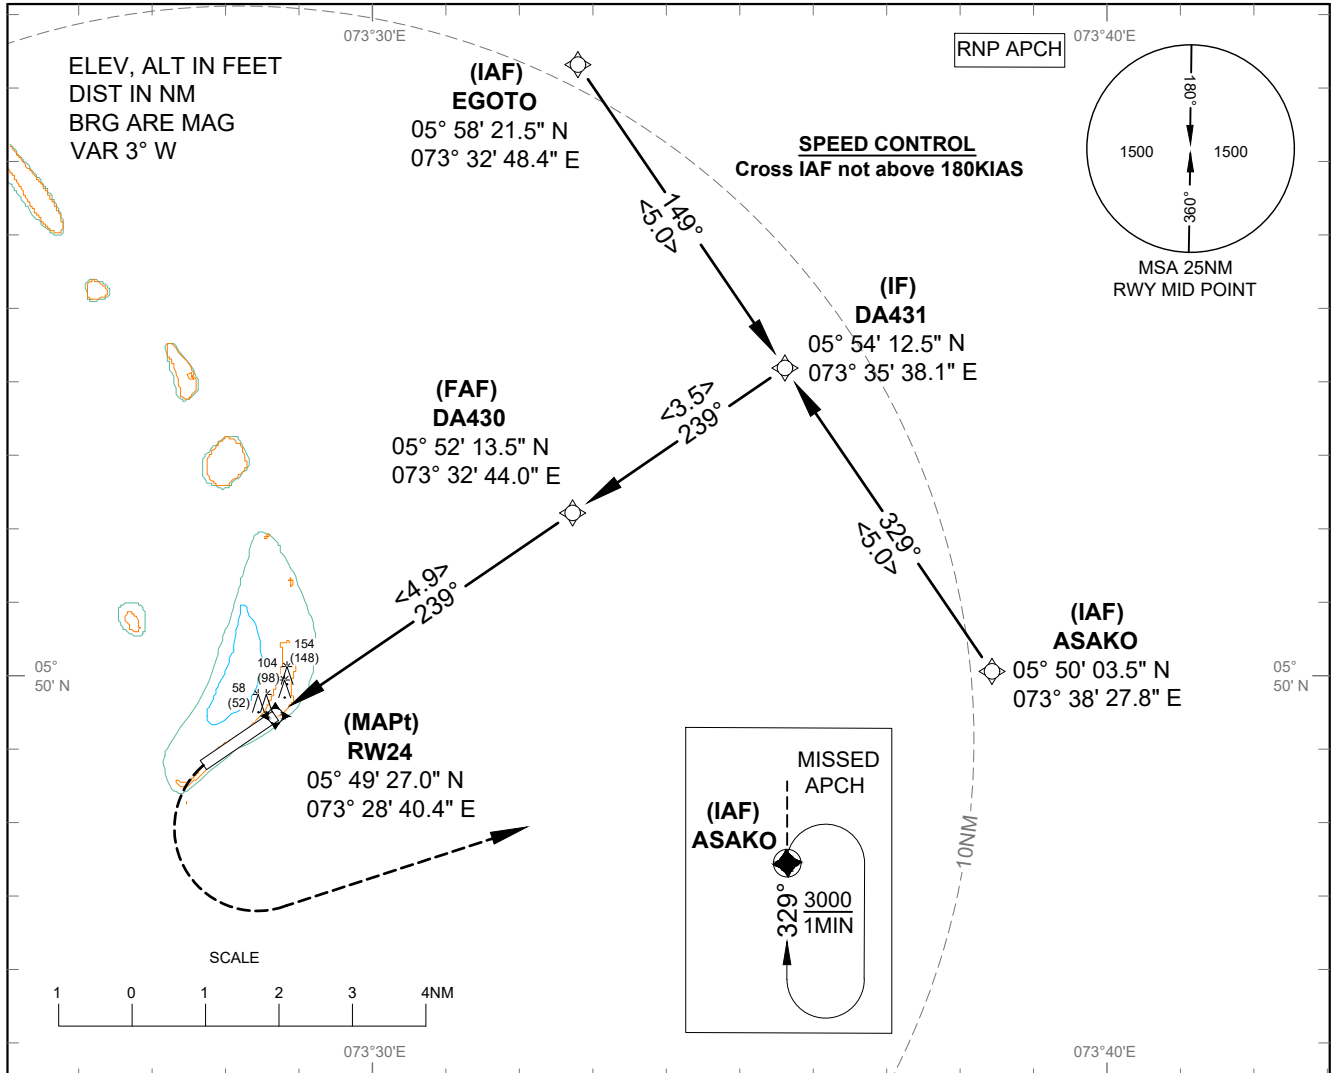 073°30'E
073°40'E
ELEV, ALT IN FEET
DIST IN NM
BRG ARE MAG
VAR 3° W
(IAF)
EGOTO
05° 58' 21.5" N
073° 32' 48.4" E
RNP APCH
SPEED CONTROL
Cross IAF not above 180KIAS
180°
1500
1500
360°
MSA 25NM
RWY MID POINT
149°
<5.0>
(IF)
DA431
05° 54' 12.5" N
073° 35' 38.1" E
<3.5>
239°
(FAF)
DA430
05° 52' 13.5" N
073° 32' 44.0" E
329°
<5.0>
<4.9>
239°
(IAF)
ASAKO
05° 50' 03.5" N
073° 38' 27.8" E
05°
50' N
05°
50' N
154
(148)
104
(98)
58
(52)
(MAPt)
RW24
05° 49' 27.0" N
073° 28' 40.4" E
MISSED
APCH
(IAF)
ASAKO
329°
3000
1MIN
10NM
SCALE
1 0 1 2 3 4NM
073°30'E
073°40'E